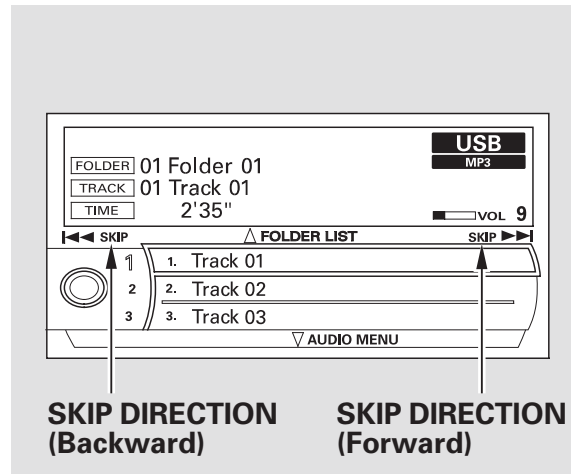 USB
MP3
FOLDER 01 Folder 01
TRACK 01 Track 01
TIME 2'35"
VOL 9
SKIP △ FOLDER LIST SKIP
1 1. Track 01
2 2. Track 02
3 3. Track 03
▽ AUDIO MENU
SKIP DIRECTION (Backward)
SKIP DIRECTION (Forward)